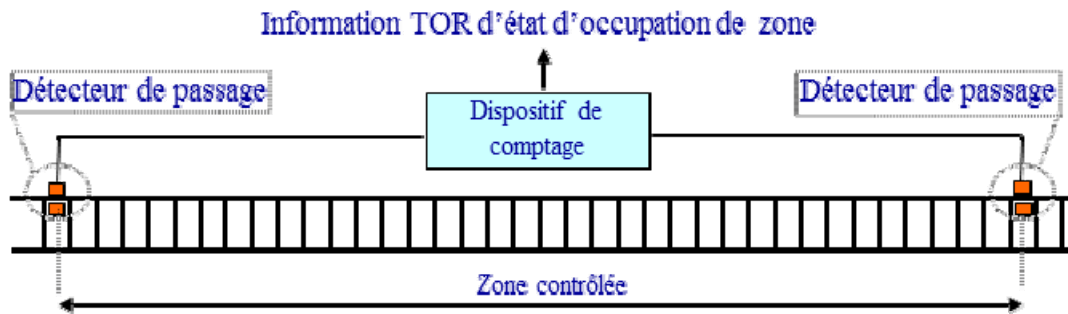 Information TOR d'état d'occupation de zone
Détecteur de passage
Détecteur de passage
Dispositif de
comptage
Zone contrôlée